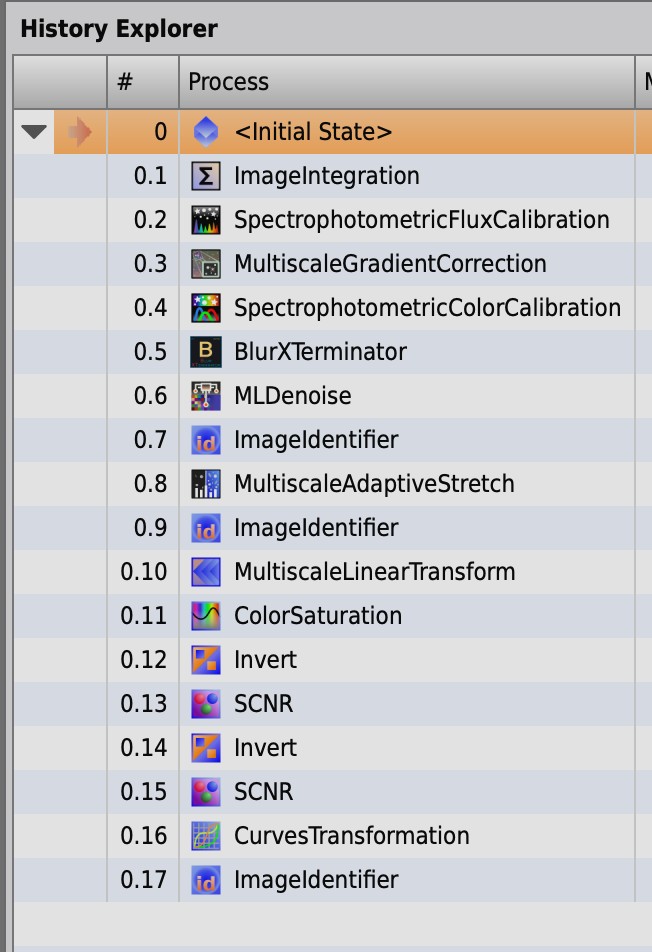 History Explorer
# Process
0 <Initial State>
0.1 Σ ImageIntegration
0.2 SpectrophotometricFluxCalibration
0.3 MultiscaleGradientCorrection
0.4 SpectrophotometricColorCalibration
0.5 B BlurXTerminator
0.6 MLDenoise
0.7 id ImageIdentifier
0.8 MultiscaleAdaptiveStretch
0.9 id ImageIdentifier
0.10 MultiscaleLinearTransform
0.11 ColorSaturation
0.12 Invert
0.13 SCNR
0.14 Invert
0.15 SCNR
0.16 CurvesTransformation
0.17 id ImageIdentifier